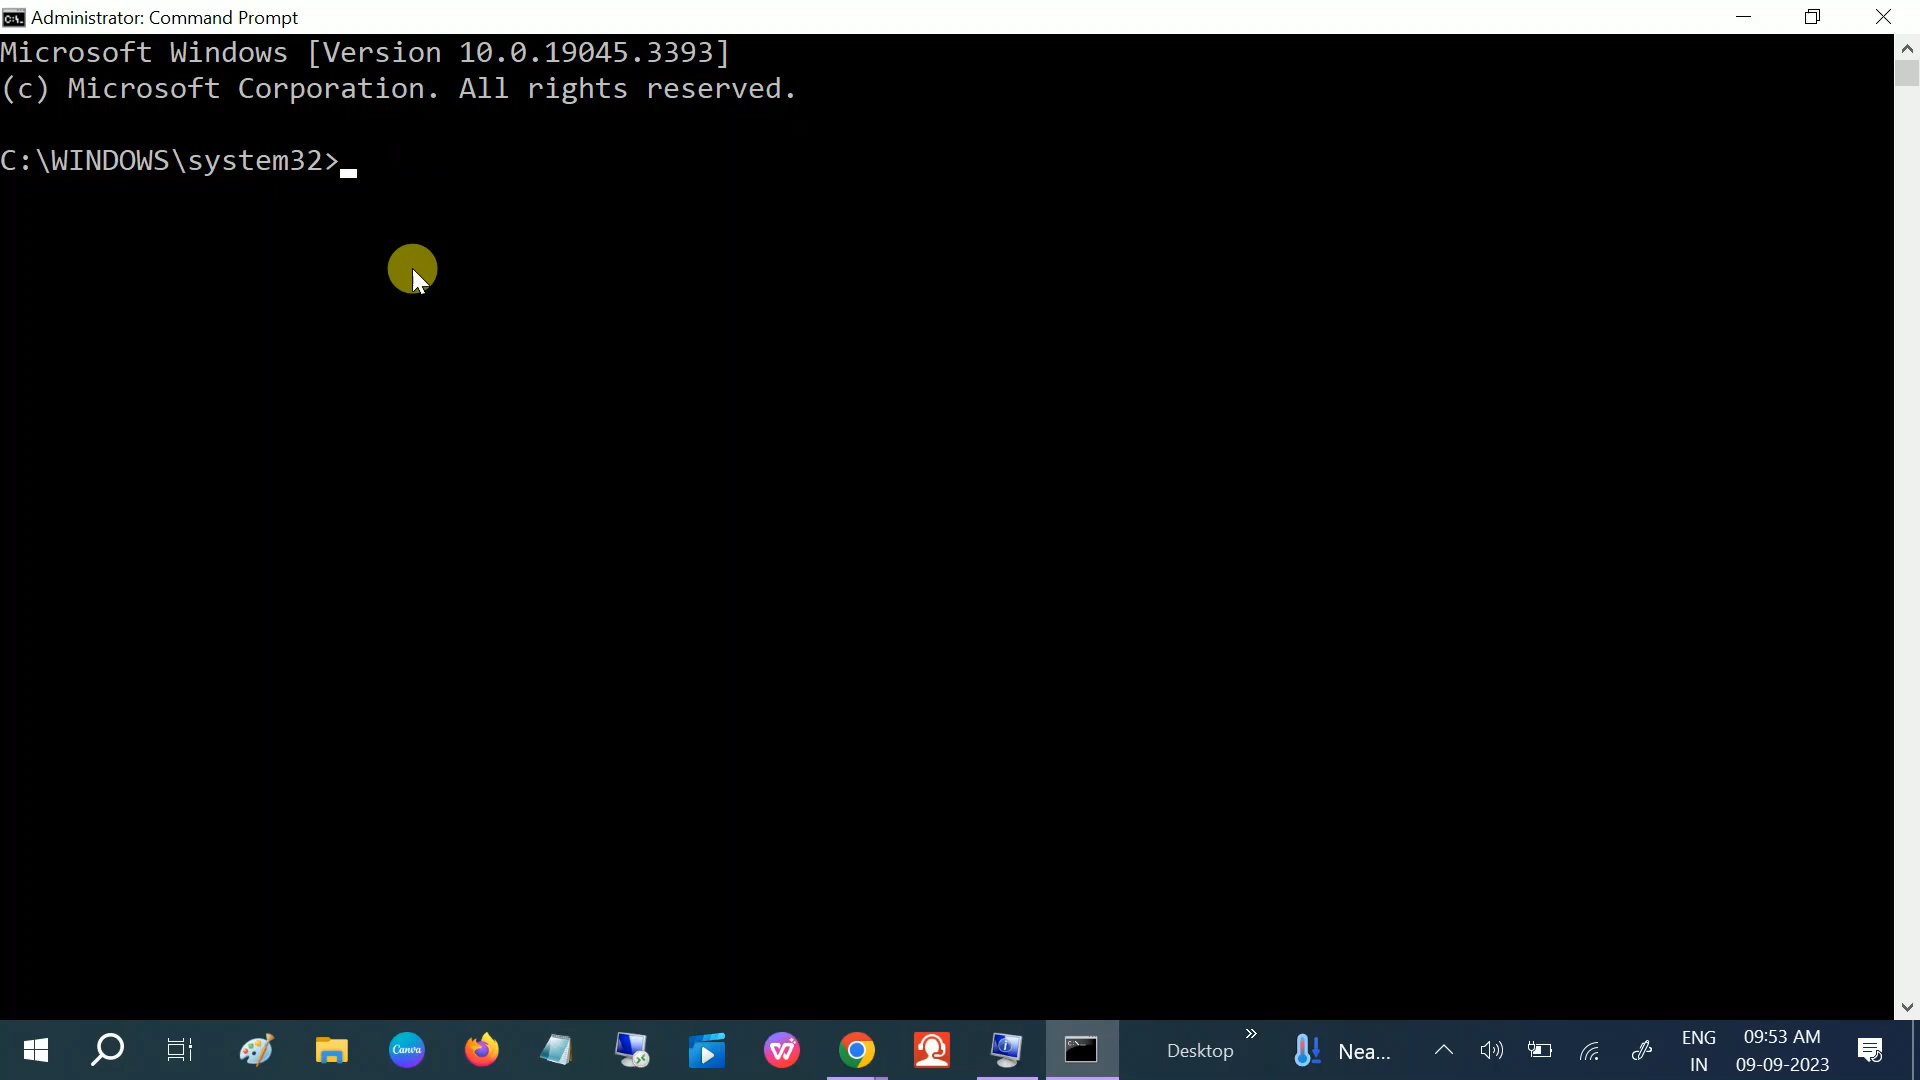 Administrator: Command Prompt
Microsoft Windows [Version 10.0.19045.3393]
(c) Microsoft Corporation. All rights reserved.
C:\WINDOWS\system32>
Canva
Desktop
Nea...
ENG
IN
09:53 AM
09-09-2023